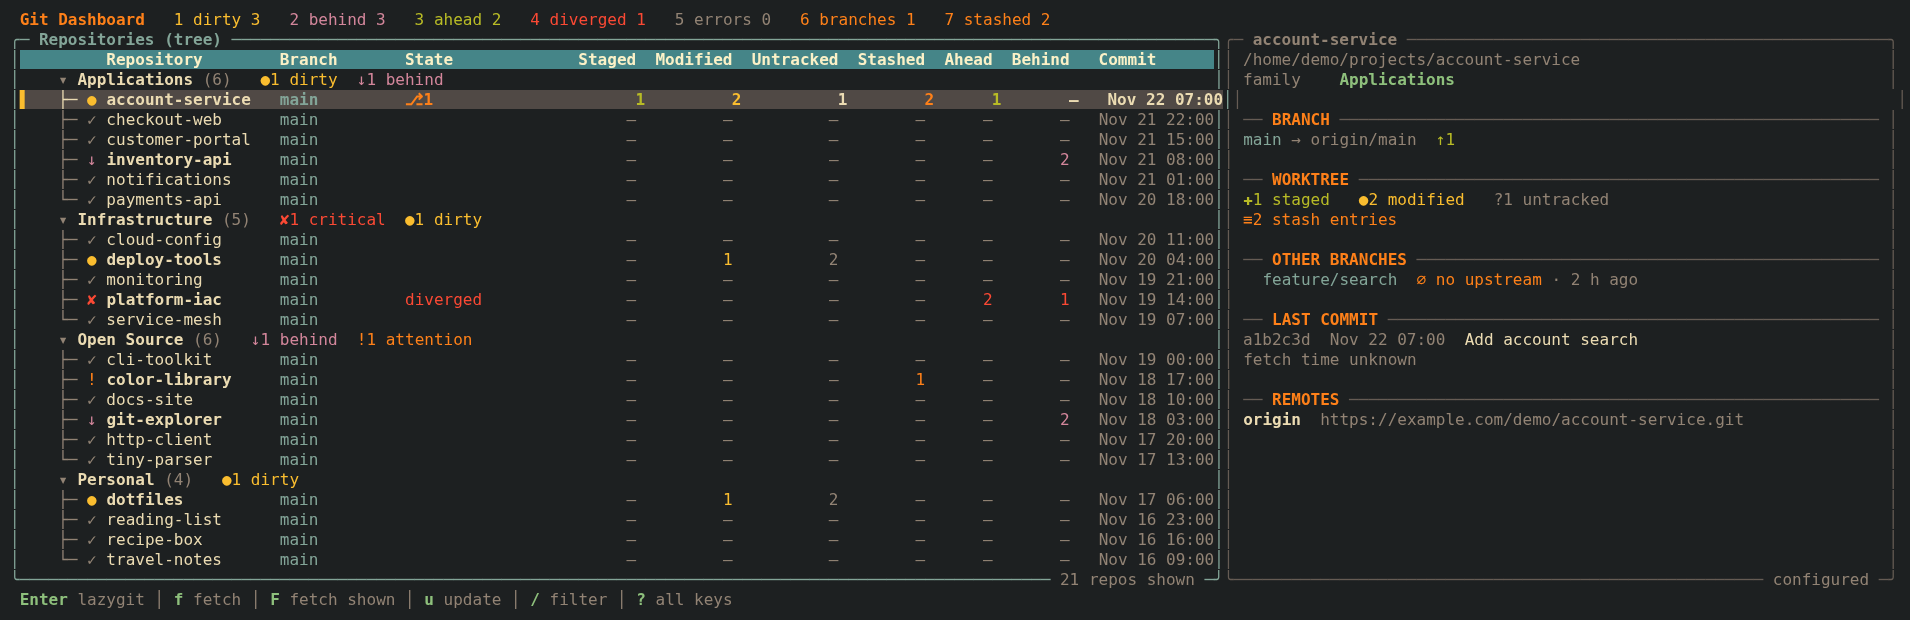 Git Dashboard   1 dirty 3   2 behind 3   3 ahead 2   4 diverged 1   5 errors 0   6 branches 1   7 stashed 2
Repositories (tree)
Repository   Branch   State   Staged   Modified   Untracked   Stashed   Ahead   Behind   Commit
▾ Applications (6)   ●1 dirty   ↓1 behind
├─ ● account-service   main   ⎇1   1   2   1   2   1   —   Nov 22 07:00
├─ ✓ checkout-web   main   —   —   —   —   —   —   Nov 21 22:00
├─ ✓ customer-portal   main   —   —   —   —   —   —   Nov 21 15:00
├─ ↓ inventory-api   main   —   —   —   —   —   2   Nov 21 08:00
├─ ✓ notifications   main   —   —   —   —   —   —   Nov 21 01:00
└─ ✓ payments-api   main   —   —   —   —   —   —   Nov 20 18:00
▾ Infrastructure (5)   ✘1 critical   ●1 dirty
├─ ✓ cloud-config   main   —   —   —   —   —   —   Nov 20 11:00
├─ ● deploy-tools   main   —   1   2   —   —   —   Nov 20 04:00
├─ ✓ monitoring   main   —   —   —   —   —   —   Nov 19 21:00
├─ ✘ platform-iac   main   diverged   —   —   —   —   2   1   Nov 19 14:00
└─ ✓ service-mesh   main   —   —   —   —   —   —   Nov 19 07:00
▾ Open Source (6)   ↓1 behind   !1 attention
├─ ✓ cli-toolkit   main   —   —   —   —   —   —   Nov 19 00:00
├─ ! color-library   main   —   —   —   1   —   —   Nov 18 17:00
├─ ✓ docs-site   main   —   —   —   —   —   —   Nov 18 10:00
├─ ↓ git-explorer   main   —   —   —   —   —   2   Nov 18 03:00
├─ ✓ http-client   main   —   —   —   —   —   —   Nov 17 20:00
└─ ✓ tiny-parser   main   —   —   —   —   —   —   Nov 17 13:00
▾ Personal (4)   ●1 dirty
├─ ● dotfiles   main   —   1   2   —   —   —   Nov 17 06:00
├─ ✓ reading-list   main   —   —   —   —   —   —   Nov 16 23:00
├─ ✓ recipe-box   main   —   —   —   —   —   —   Nov 16 16:00
└─ ✓ travel-notes   main   —   —   —   —   —   —   Nov 16 09:00
21 repos shown
account-service
/home/demo/projects/account-service
family   Applications
BRANCH
main → origin/main   ↑1
WORKTREE
✚1 staged   ●2 modified   ?1 untracked
≡2 stash entries
OTHER BRANCHES
feature/search   ∅ no upstream · 2 h ago
LAST COMMIT
a1b2c3d   Nov 22 07:00   Add account search
fetch time unknown
REMOTES
origin   https://example.com/demo/account-service.git
configured
Enter lazygit │ f fetch │ F fetch shown │ u update │ / filter │ ? all keys